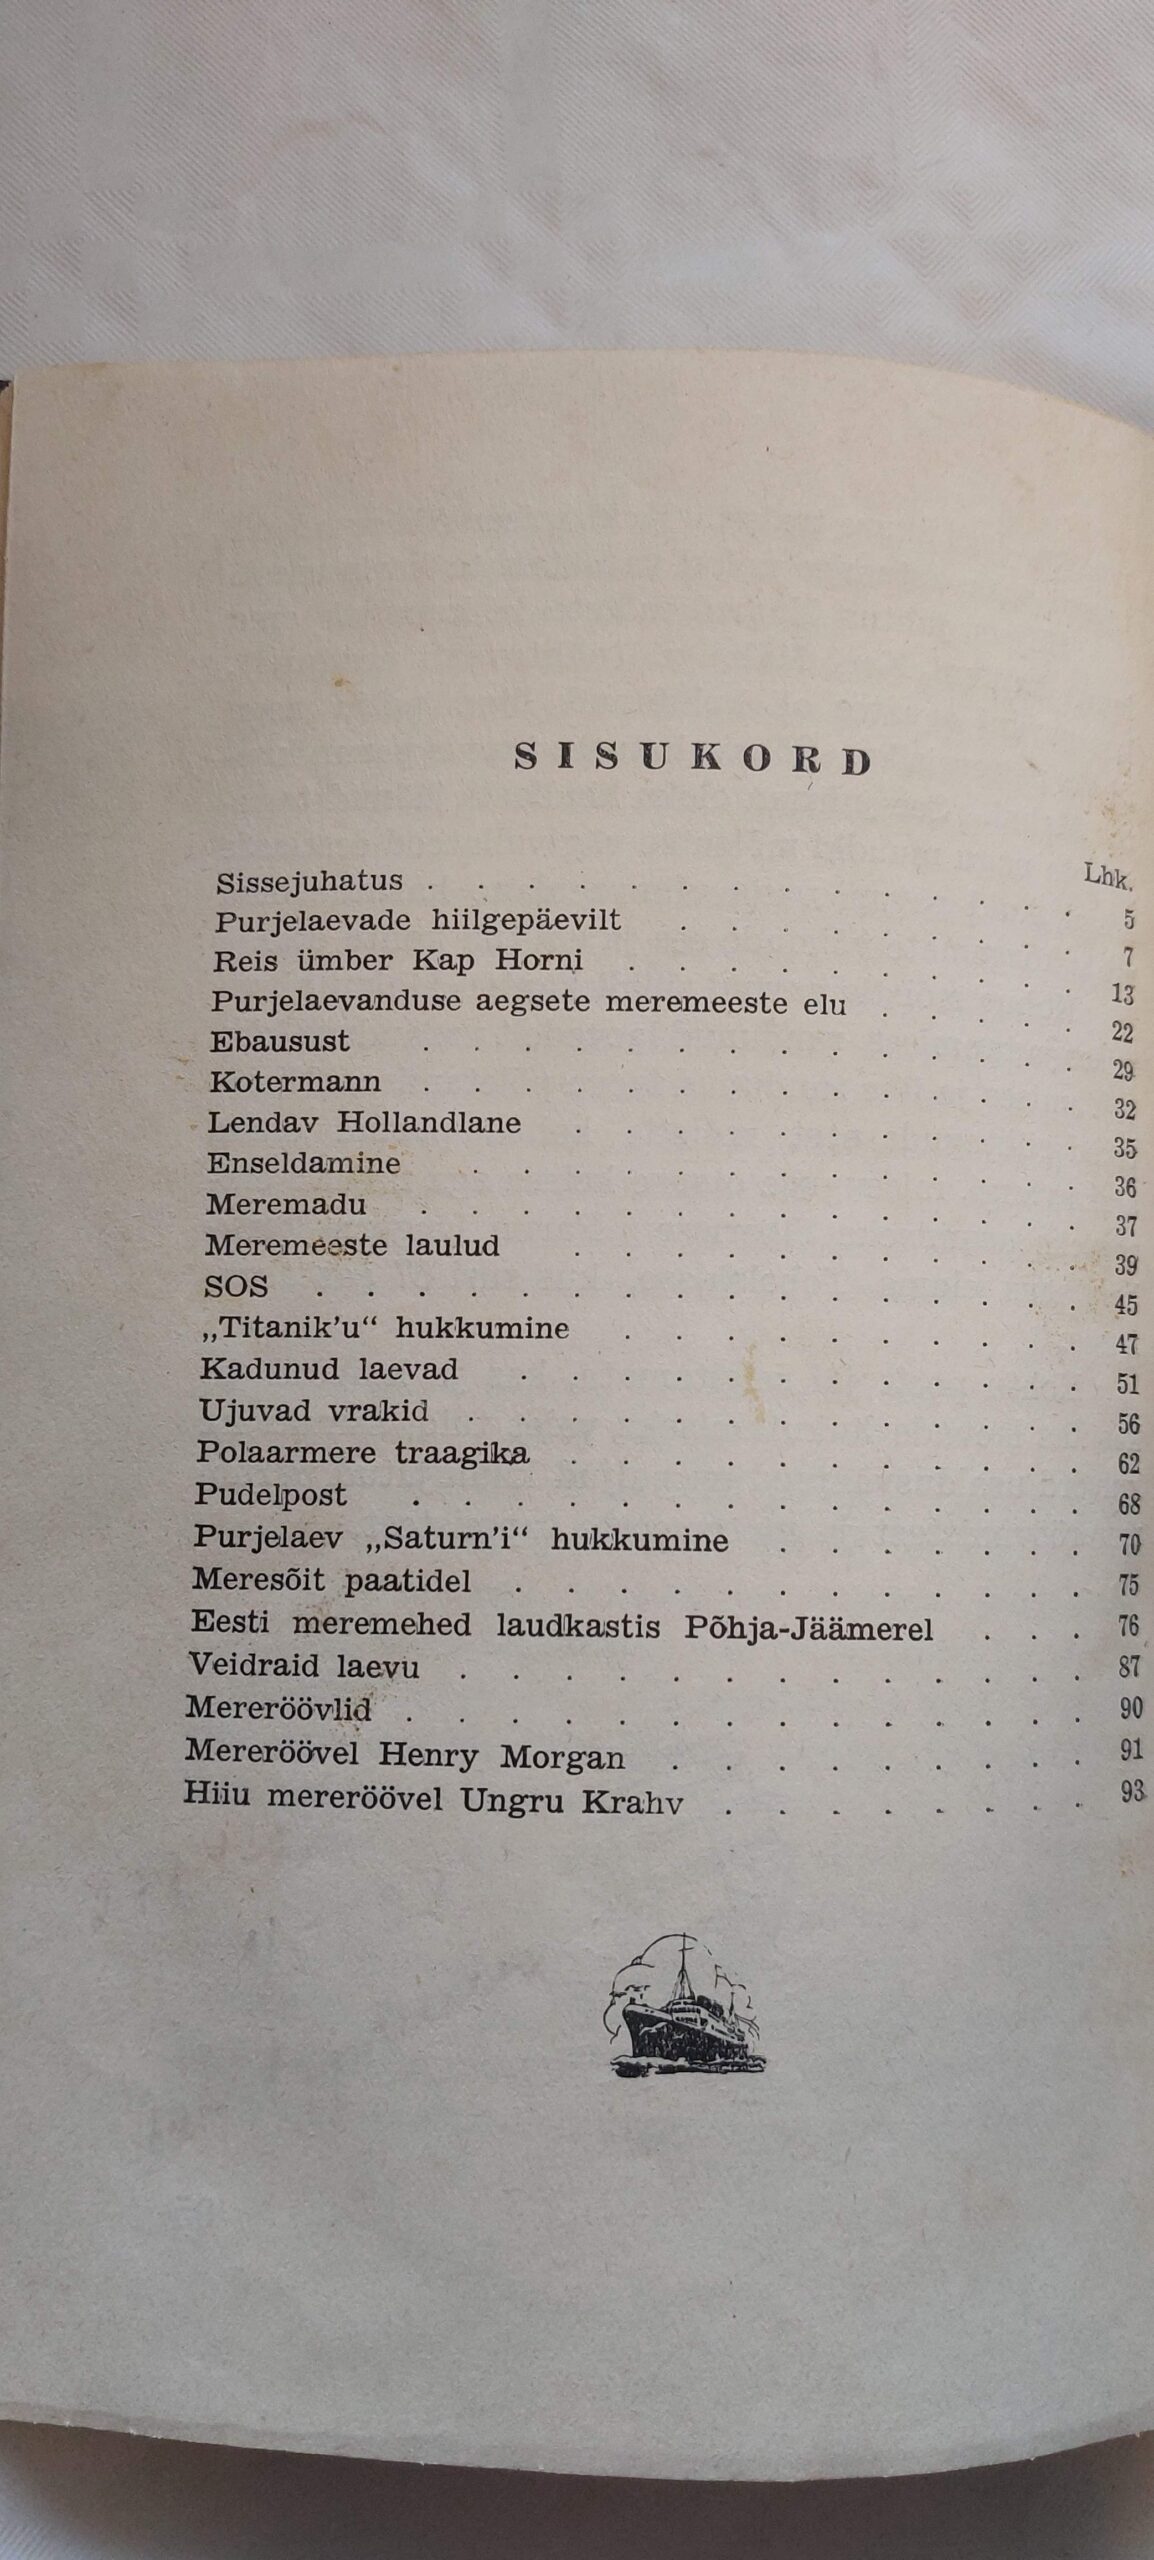 SISUKORD
Lhk.
Sissejuhatus . . . . . . . . . . . . . 5
Purjelaevade hiilgepäevilt . . . . . . . . 7
Reis ümber Kap Horni . . . . . . . . . 13
Purjelaevanduse aegsete meremeeste elu . . . . 22
Ebausust . . . . . . . . . . . . . 29
Kotermann . . . . . . . . . . . . . 32
Lendav Hollandlane . . . . . . . . . . 35
Enseldamine . . . . . . . . . . . . 36
Meremadu . . . . . . . . . . . . . 37
Meremeeste laulud . . . . . . . . . . 39
SOS . . . . . . . . . . . . . . . 45
„Titanik’u“ hukkumine . . . . . . . . . 47
Kadunud laevad . . . . . . . . . . . 51
Ujuvad vrakid . . . . . . . . . . . . 56
Polaarmere traagika . . . . . . . . . . 62
Pudelpost . . . . . . . . . . . . . 68
Purjelaev „Saturn’i“ hukkumine . . . . . . 70
Meresõit paatidel . . . . . . . . . . . 75
Eesti meremehed laudkastis Põhja-Jäämerel . . . 76
Veidraid laevu . . . . . . . . . . . . 87
Mereröövlid . . . . . . . . . . . . . 90
Mereröövel Henry Morgan . . . . . . . . 91
Hiiu mereröövel Ungru Krahv . . . . . . . 93